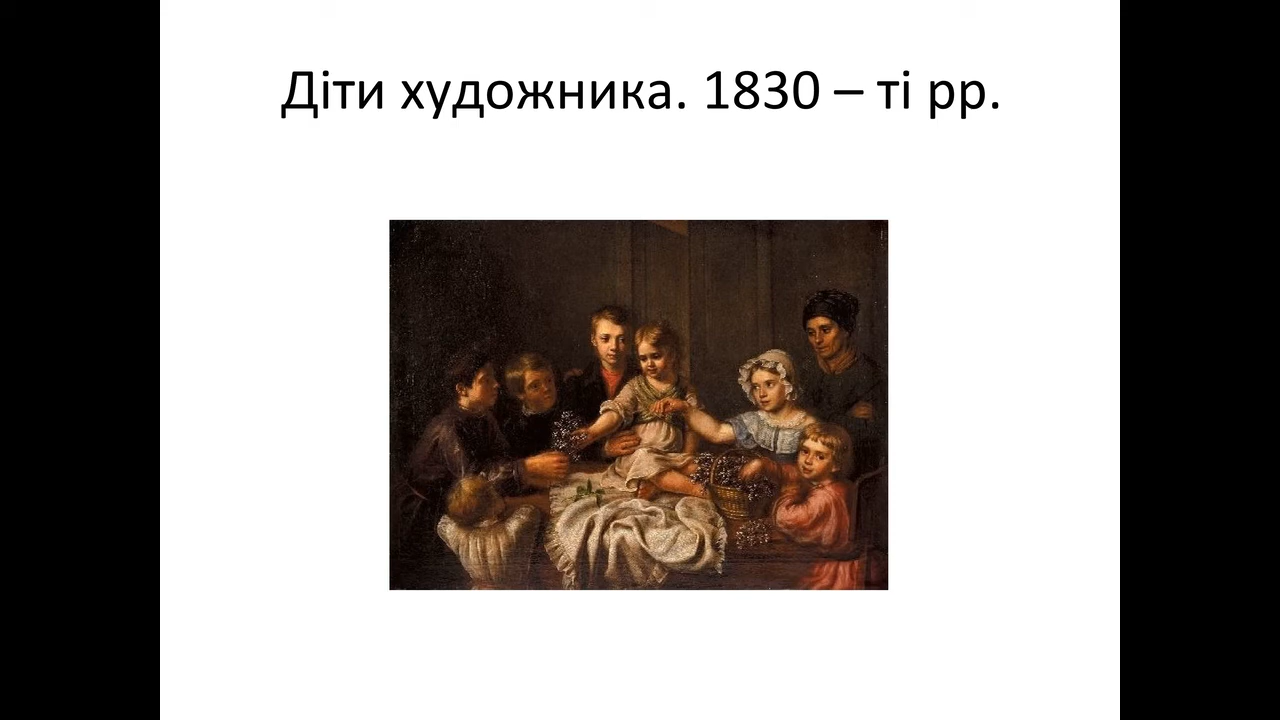 Діти художника. 1830 – ті рр.